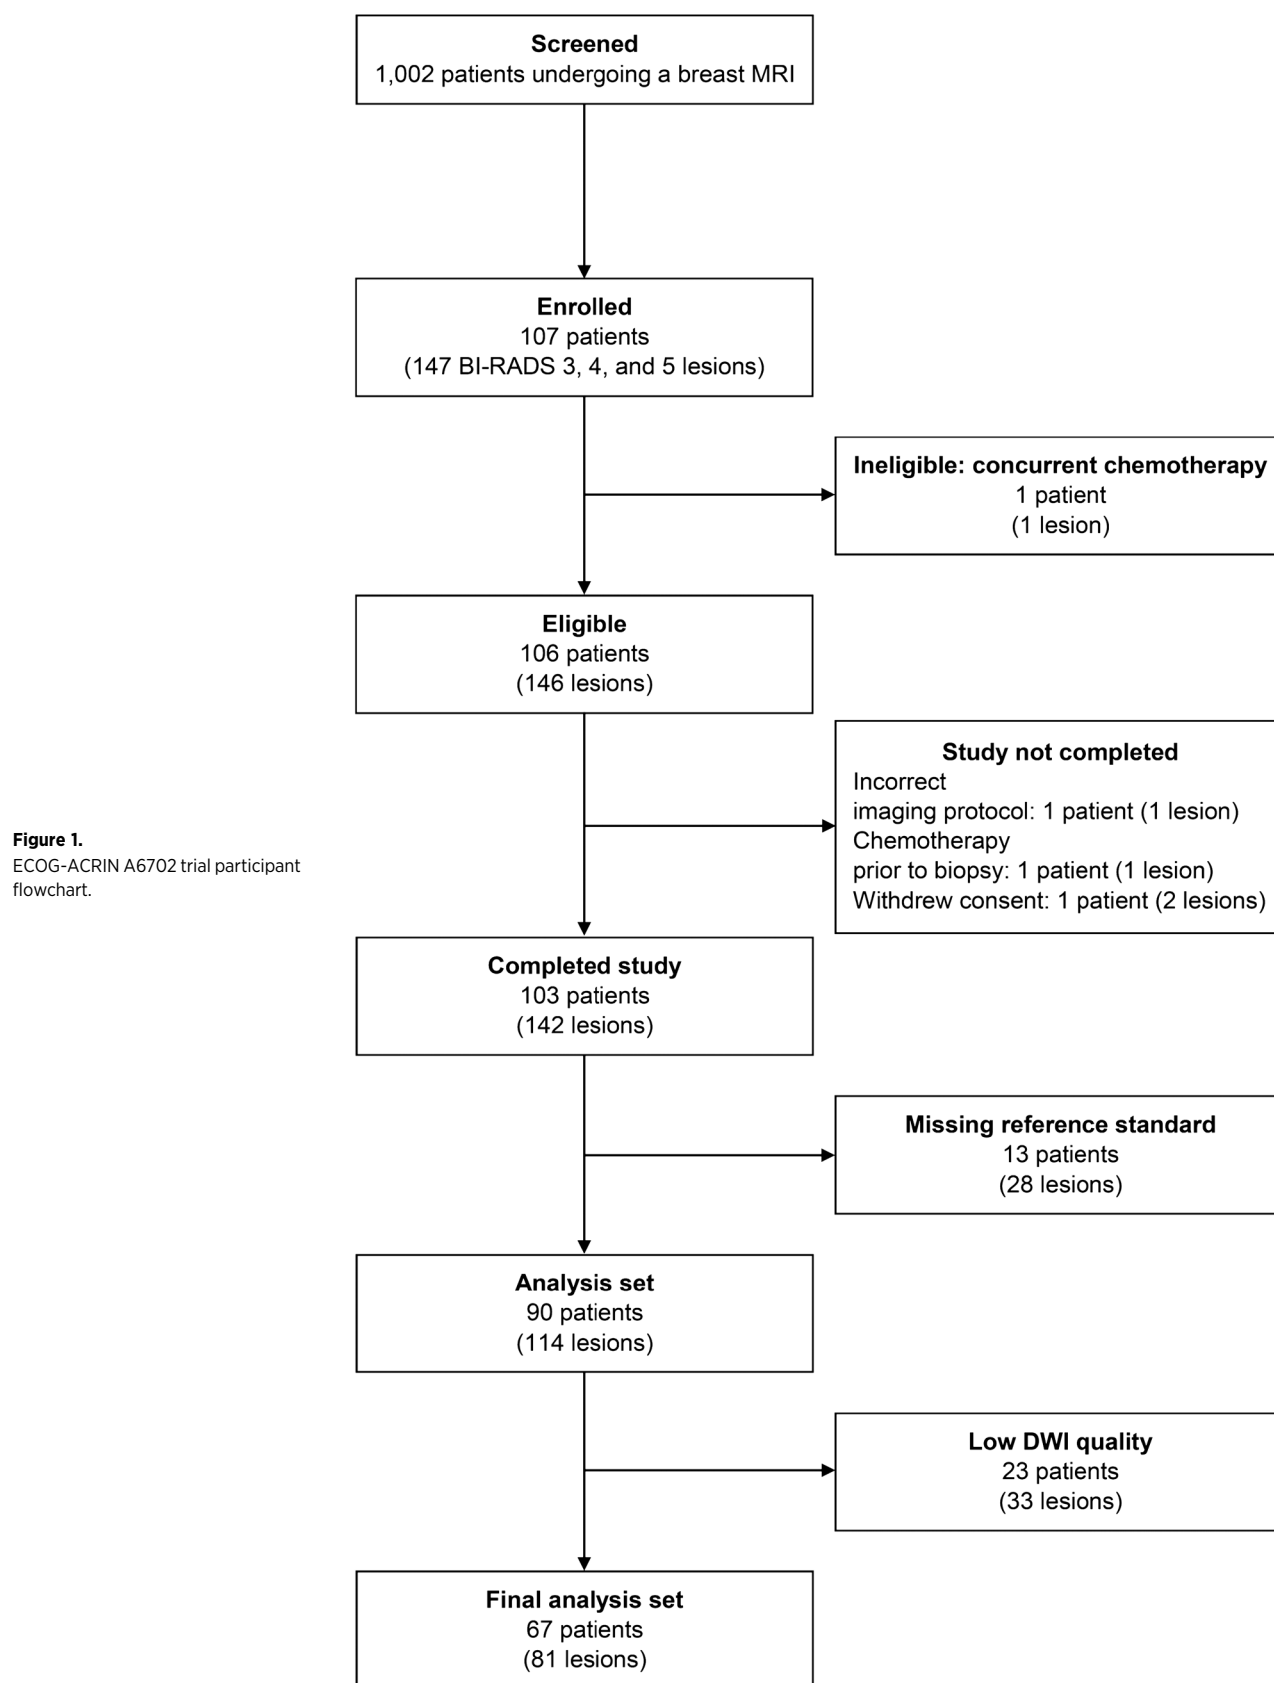 Screened
1,002 patients undergoing a breast MRI
Enrolled
107 patients
(147 BI-RADS 3, 4, and 5 lesions)
Ineligible: concurrent chemotherapy
1 patient
(1 lesion)
Eligible
106 patients
(146 lesions)
Study not completed
Incorrect
imaging protocol: 1 patient (1 lesion)
Chemotherapy
prior to biopsy: 1 patient (1 lesion)
Withdrew consent: 1 patient (2 lesions)
Figure 1.
ECOG-ACRIN A6702 trial participant
flowchart.
Completed study
103 patients
(142 lesions)
Missing reference standard
13 patients
(28 lesions)
Analysis set
90 patients
(114 lesions)
Low DWI quality
23 patients
(33 lesions)
Final analysis set
67 patients
(81 lesions)